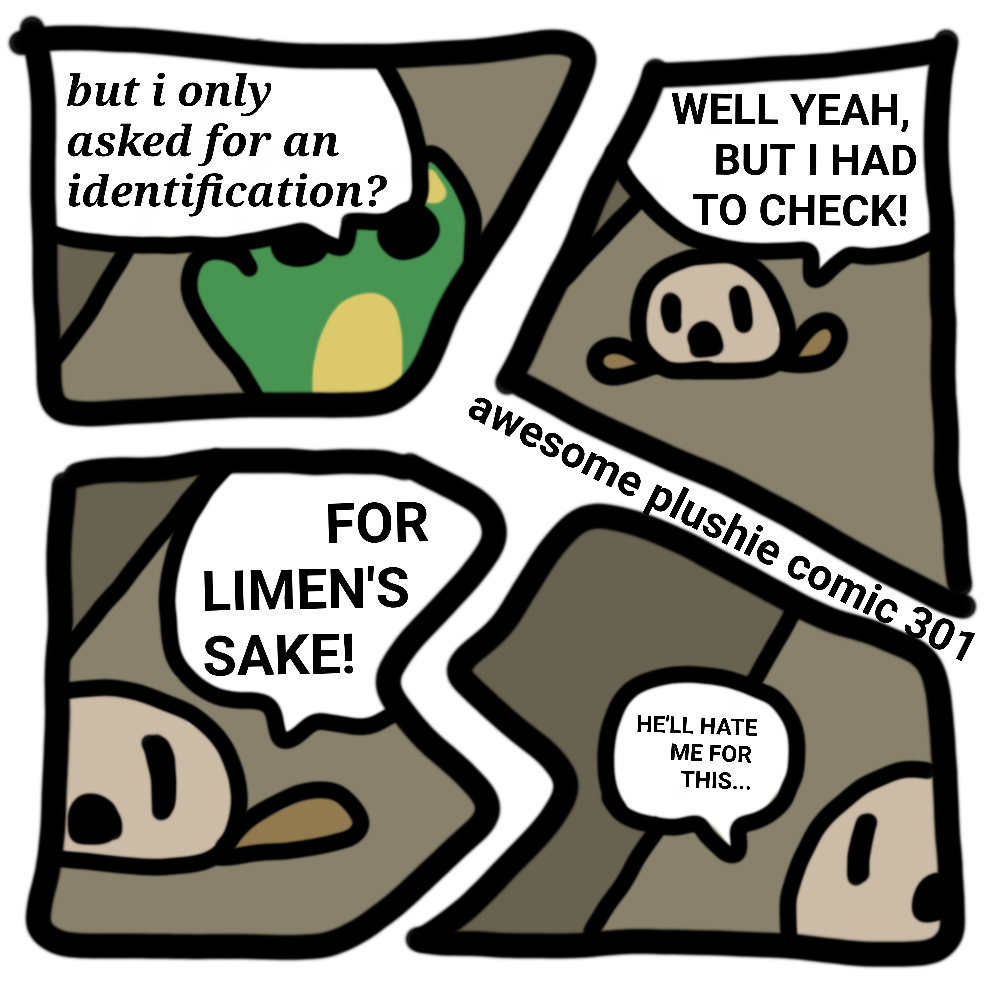 but i only
asked for an
identification?
WELL YEAH,
BUT I HAD
TO CHECK!
awesome plushie comic 301
FOR
LIMEN'S
SAKE!
HE'LL HATE
ME FOR
THIS...